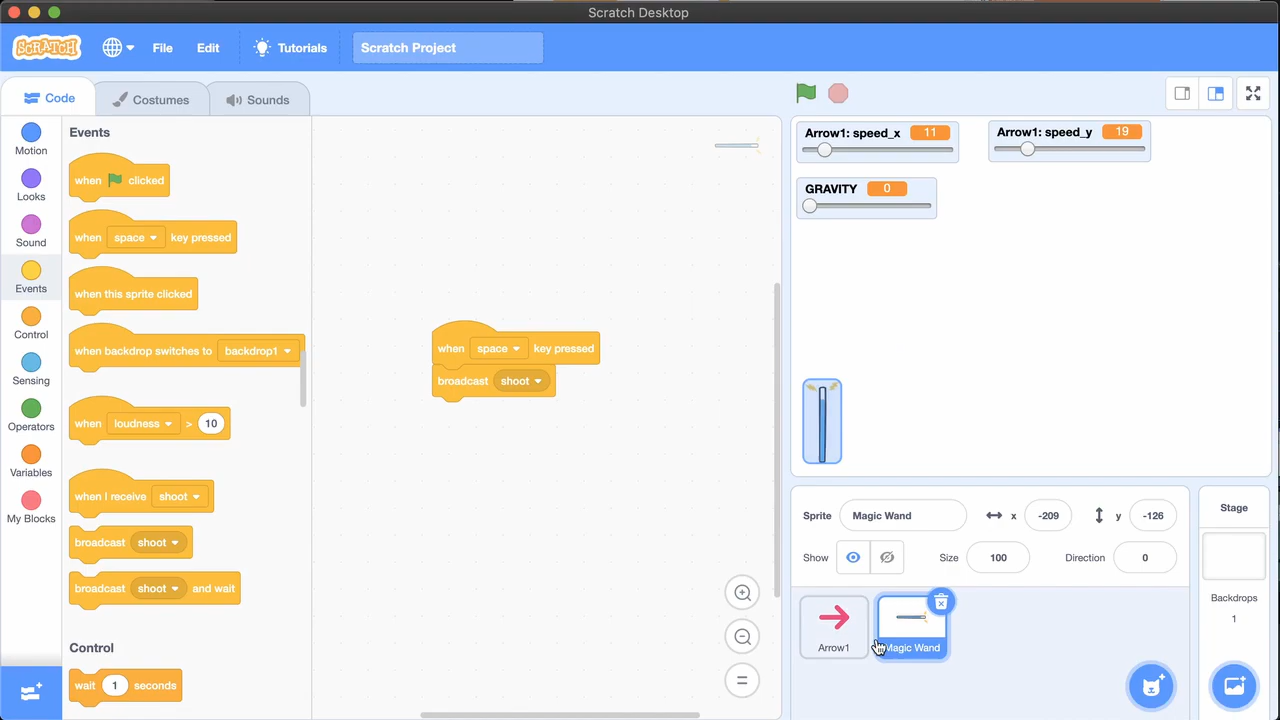 Scratch Desktop
SCRATCH
File
Edit
Tutorials
Scratch Project
Code
Costumes
Sounds
Motion
Looks
Sound
Events
Control
Sensing
Operators
Variables
My Blocks
Events
when clicked
when space key pressed
when this sprite clicked
when backdrop switches to backdrop1
when loudness > 10
when I receive shoot
broadcast shoot
broadcast shoot and wait
Control
wait 1 seconds
when space key pressed
broadcast shoot
Arrow1: speed_x 11
Arrow1: speed_y 19
GRAVITY 0
Sprite Magic Wand x -209 y -126
Show Size 100 Direction 0
Arrow1
Magic Wand
Stage
Backdrops
1